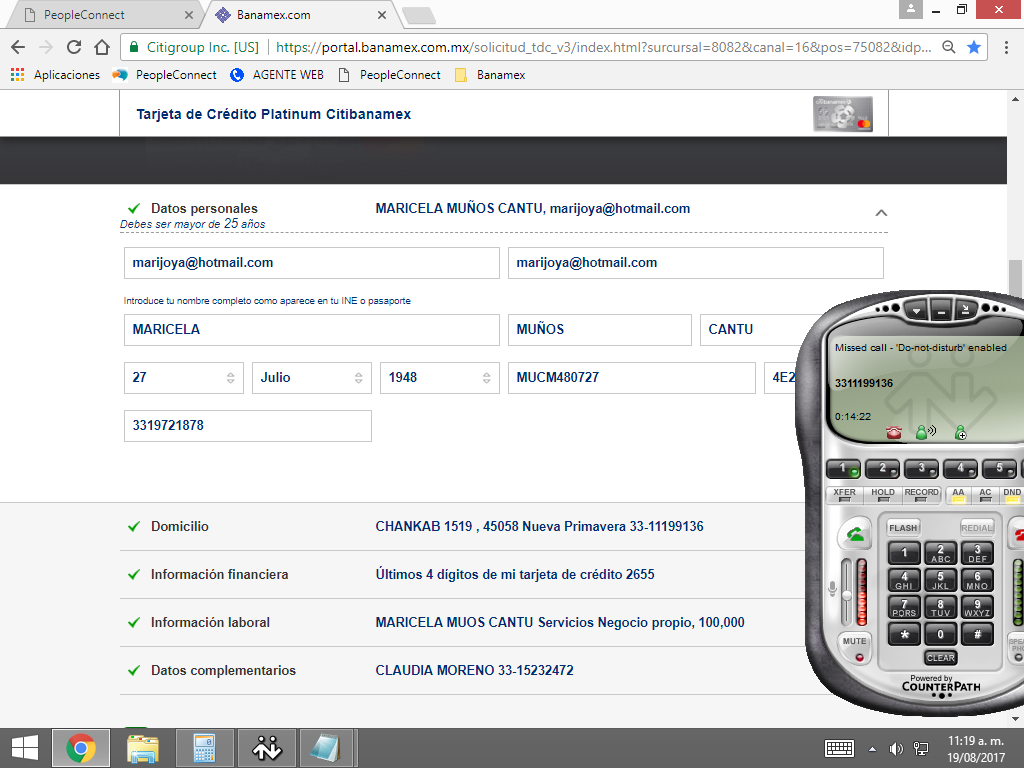 PeopleConnect
Banamex.com
Citigroup Inc. [US]
https://portal.banamex.com.mx/solicitud_tdc_v3/index.html?surcursal=8082&canal=16&pos=75082&idp...
Aplicaciones
PeopleConnect
AGENTE WEB
PeopleConnect
Banamex
Tarjeta de Crédito Platinum Citibanamex
citibanamex
Datos personales
MARICELA MUÑOS CANTU, marijoya@hotmail.com
Debes ser mayor de 25 años
marijoya@hotmail.com
marijoya@hotmail.com
Introduce tu nombre completo como aparece en tu INE o pasaporte
MARICELA
MUÑOS
CANTU
27
Julio
1948
MUCM480727
4E2
3319721878
Domicilio
CHANKAB 1519 , 45058 Nueva Primavera 33-11199136
Información financiera
Últimos 4 dígitos de mi tarjeta de crédito 2655
Información laboral
MARICELA MUOS CANTU Servicios Negocio propio, 100,000
Datos complementarios
CLAUDIA MORENO 33-15232472
Missed call - 'Do-not-disturb' enabled
3311199136
0:14:22
1 2 3 4 5
XFER HOLD RECORD AA AC DND
FLASH REDIAL
1 2 ABC 3 DEF
4 GHI 5 JKL 6 MNO
7 PQRS 8 TUV 9 WXYZ
* 0 #
MUTE
CLEAR
Powered by
COUNTERPATH
11:19 a. m.
19/08/2017